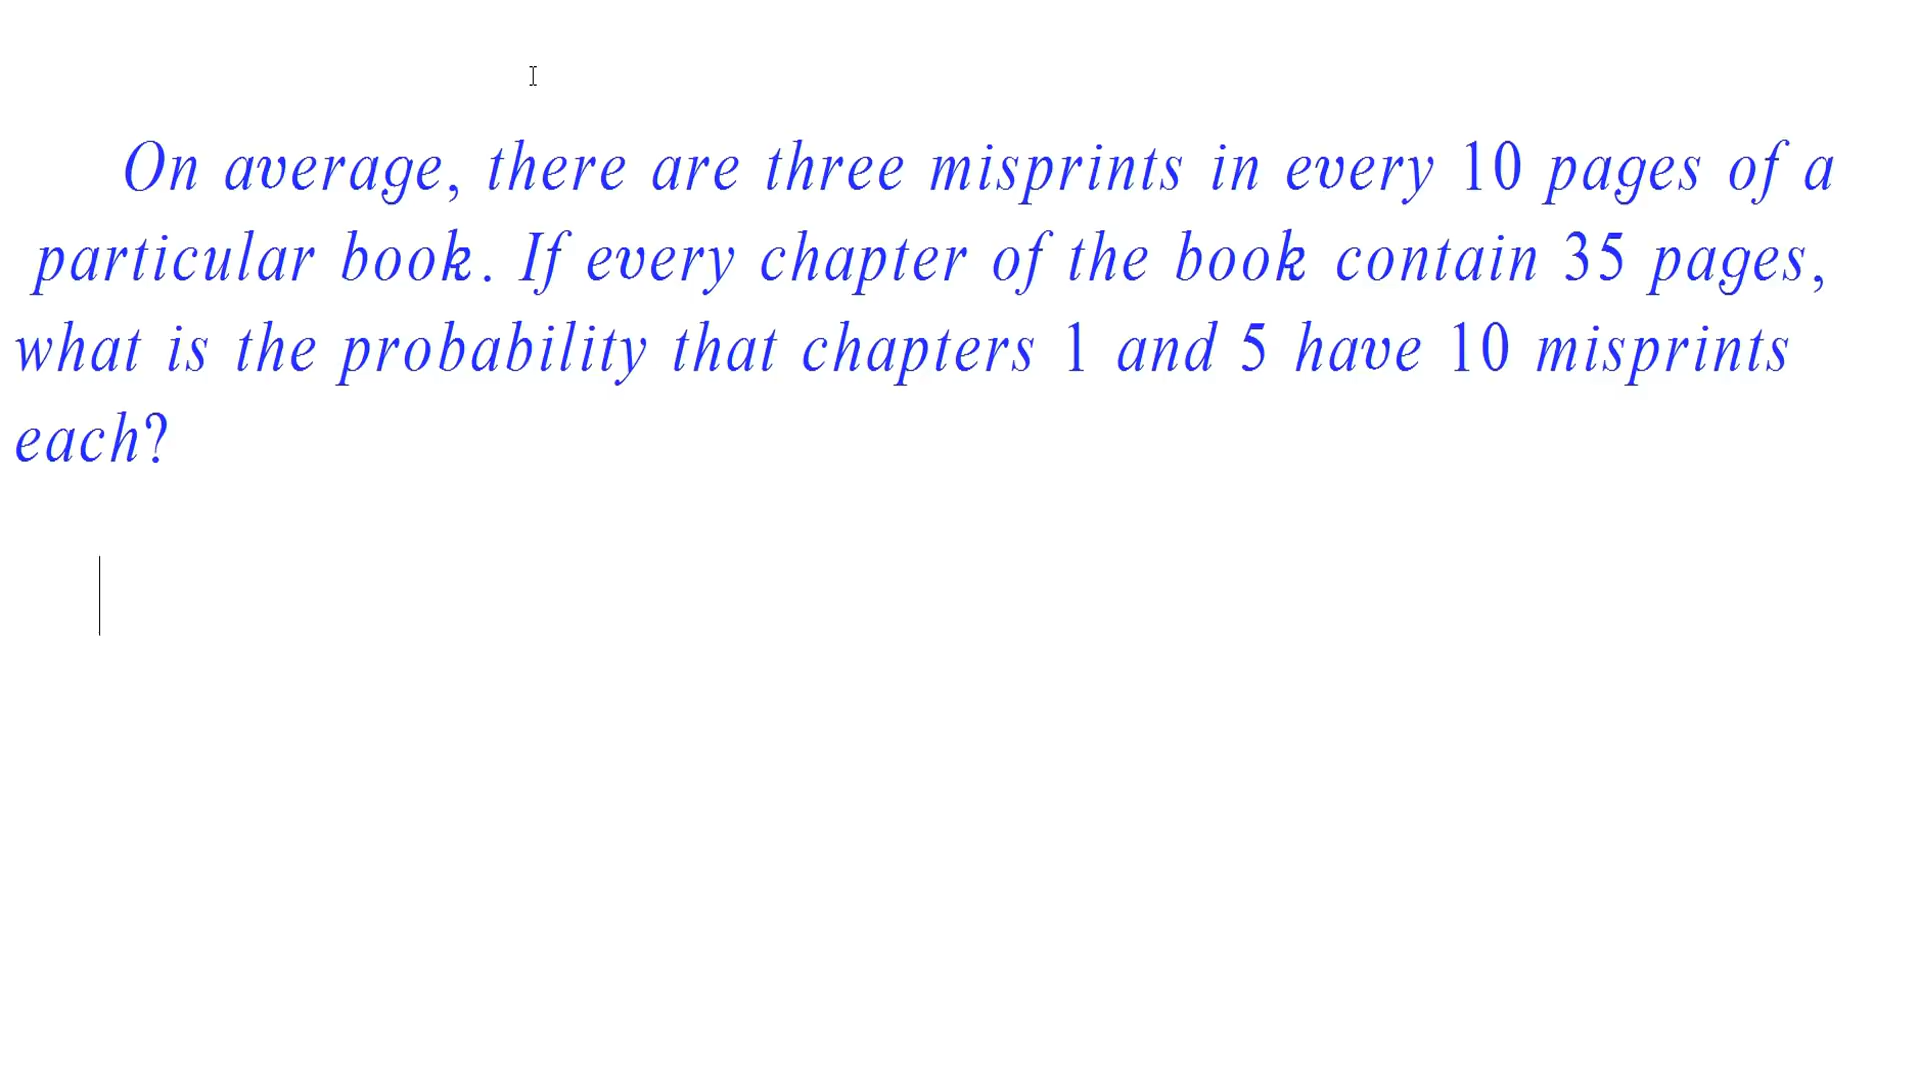 On average, there are three misprints in every 10 pages of a
particular book. If every chapter of the book contain 35 pages,
what is the probability that chapters 1 and 5 have 10 misprints
each?